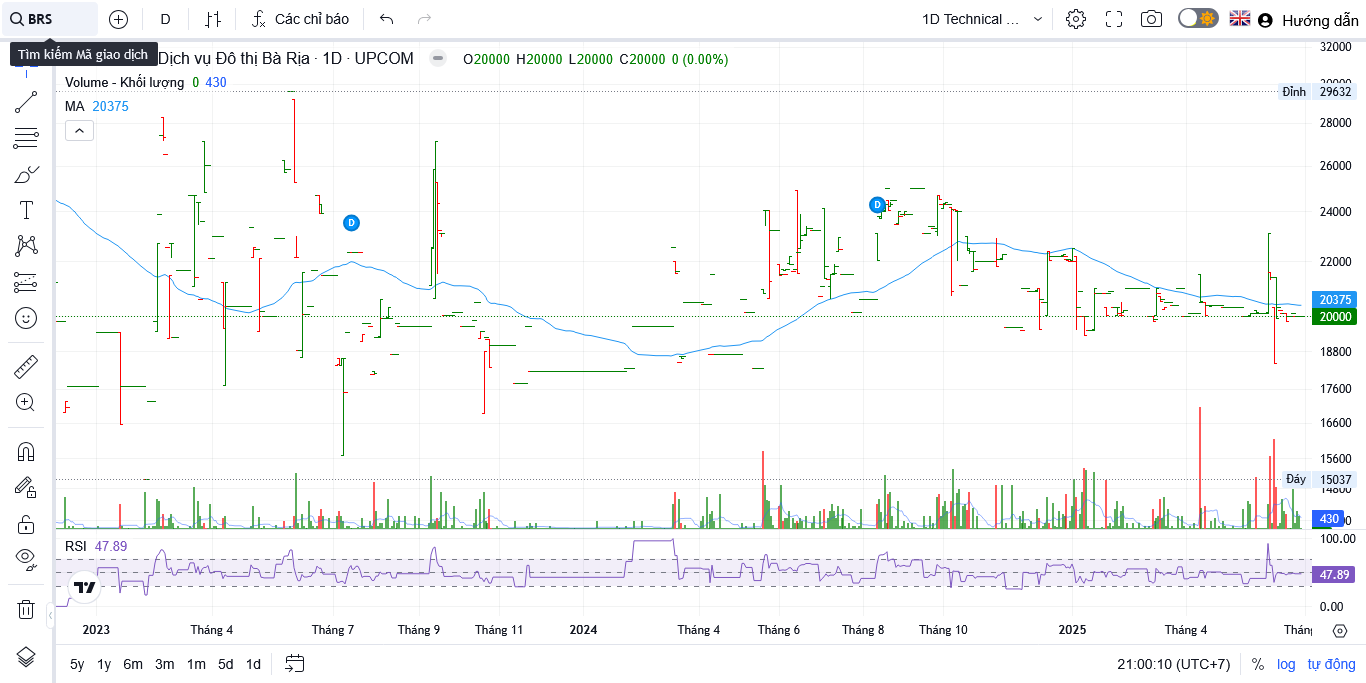 BRS
D
Các chỉ báo
1D Technical ...
Hướng dẫn
Tìm kiếm Mã giao dịch
Dịch vụ Đô thị Bà Rịa · 1D · UPCOM
O20000 H20000 L20000 C20000 0 (0.00%)
Volume - Khối lượng 0 430
MA 20375
D
D
32000
Đỉnh 29632
28000
26000
24000
22000
20375
20000
18800
17600
16600
15600
Đáy 15037
430
RSI 47.89
100.00
47.89
0.00
2023 Tháng 4 Tháng 7 Tháng 9 Tháng 11 2024 Tháng 4 Tháng 6 Tháng 8 Tháng 10 2025 Tháng 4
5y 1y 6m 3m 1m 5d 1d
21:00:10 (UTC+7) % log tự động